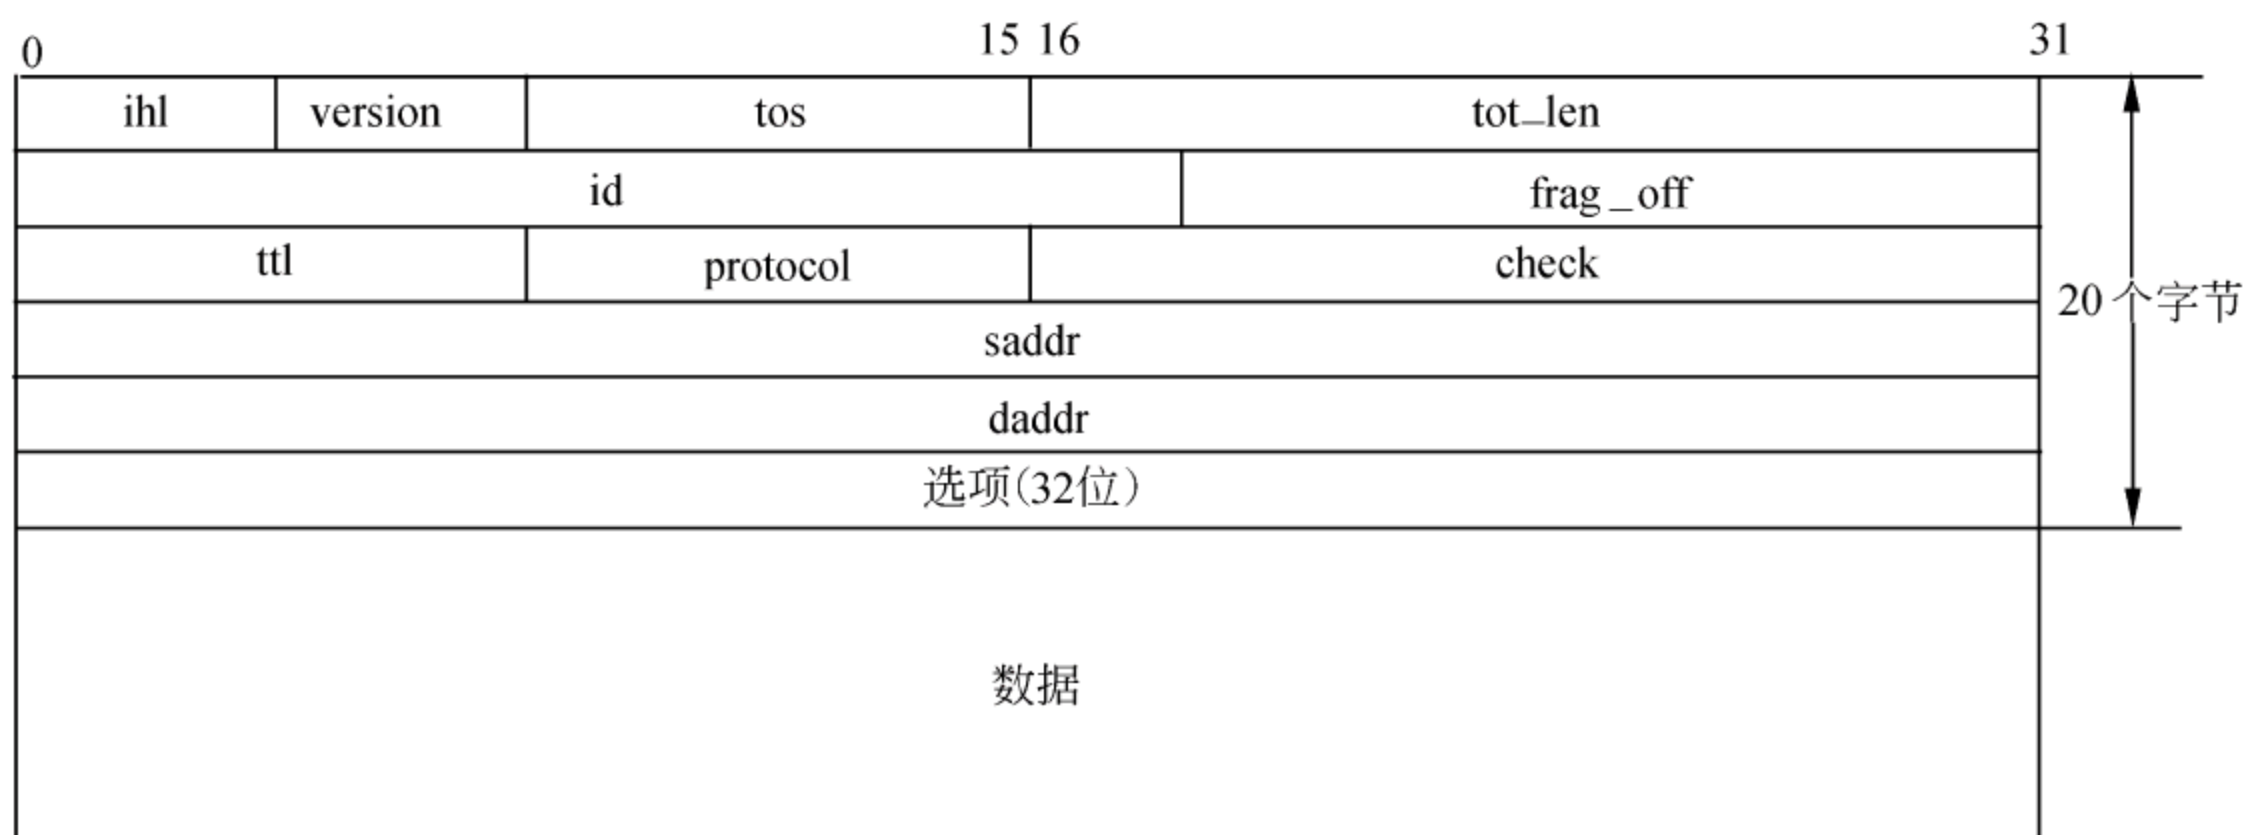 0 15 16 31
ihl version tos tot_len
id frag_off
ttl protocol check
20个字节
saddr
daddr
选项(32位)
数据